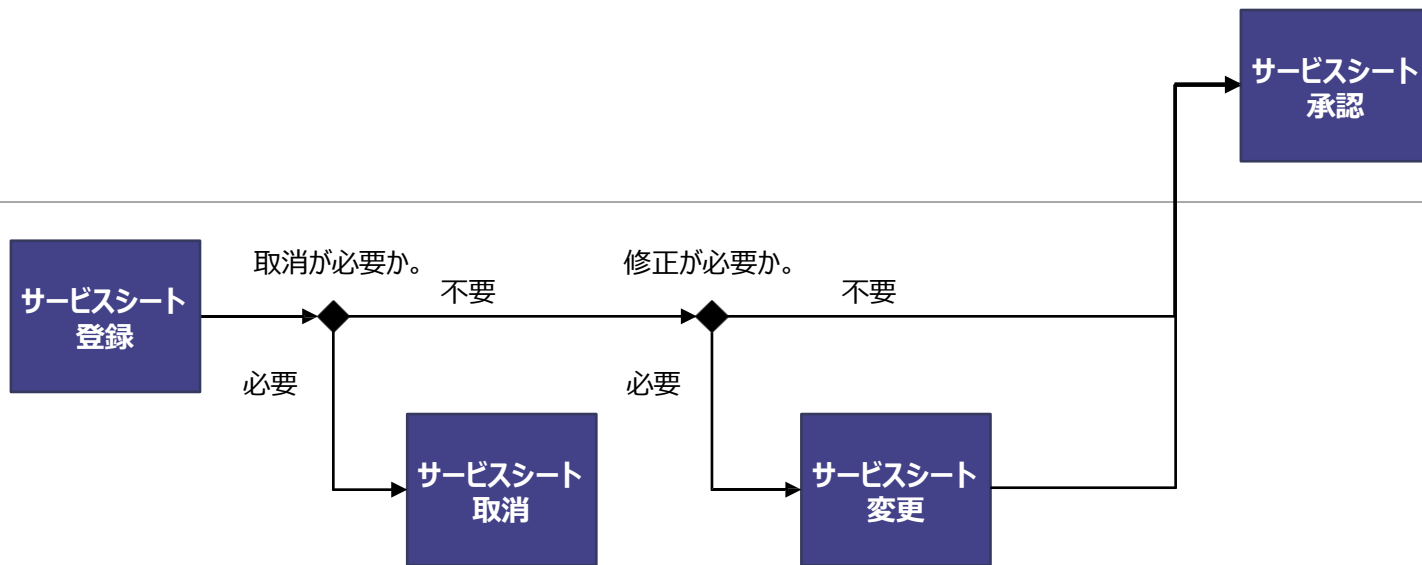 サービスシート
承認
取消が必要か。
修正が必要か。
不要
不要
サービスシート
登録
必要
必要
サービスシート
取消
サービスシート
変更